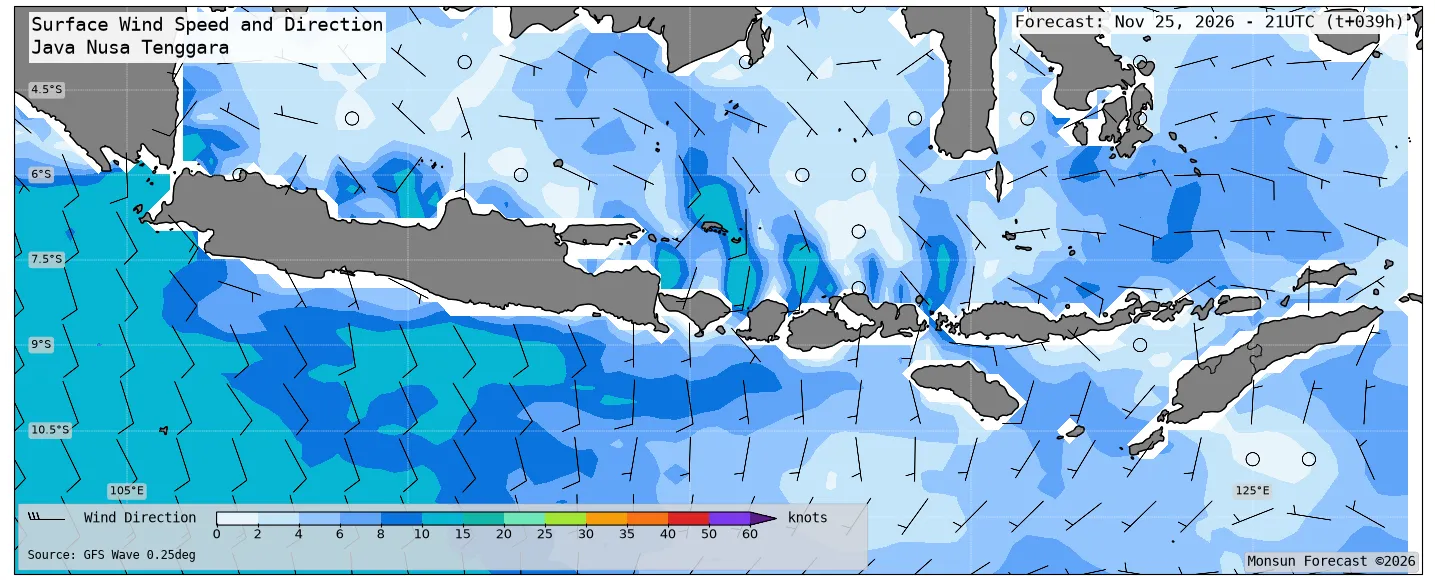 Surface Wind Speed and Direction
Java Nusa Tenggara
Forecast: Nov 25, 2026 - 21UTC (t+039h)
4.5°S
6°S
7.5°S
9°S
10.5°S
105°E
125°E
Wind Direction
0 2 4 6 8 10 15 20 25 30 35 40 50 60
knots
Source: GFS Wave 0.25deg
Monsun Forecast ©2026